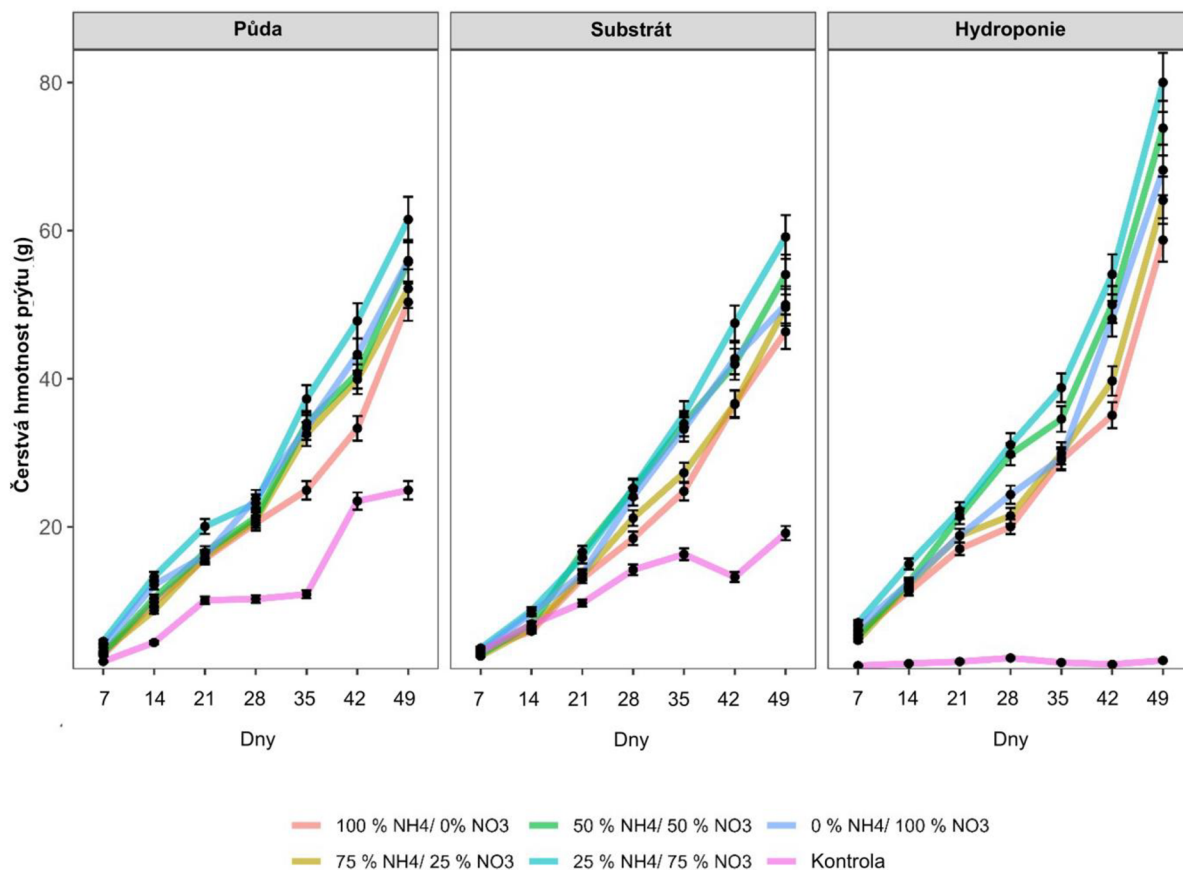 Půda Substrát Hydroponie
Čerstvá hmotnost prýtu (g)
80
60
40
20
7 14 21 28 35 42 49 7 14 21 28 35 42 49 7 14 21 28 35 42 49
Dny Dny Dny
100 % NH4/ 0% NO3 50 % NH4/ 50 % NO3 0 % NH4/ 100 % NO3
75 % NH4/ 25 % NO3 25 % NH4/ 75 % NO3 Kontrola